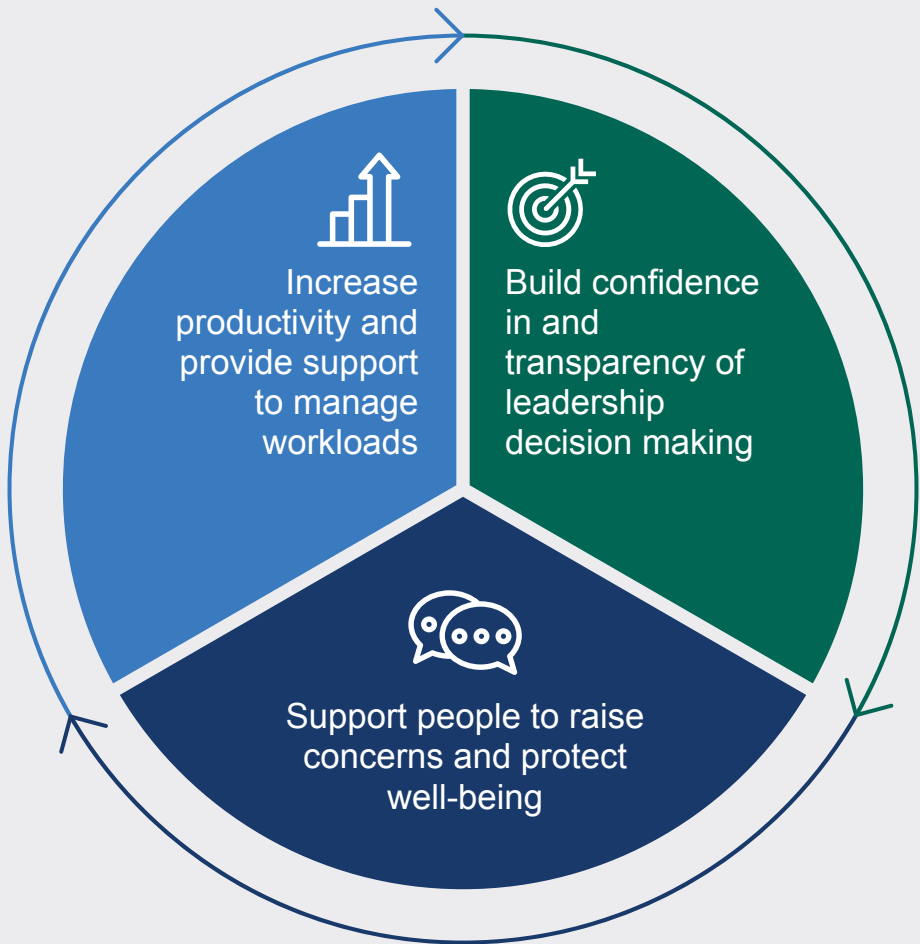 Increase
productivity and
provide support
to manage
workloads
Build confidence
in and
transparency of
leadership
decision making
Support people to raise
concerns and protect
well-being